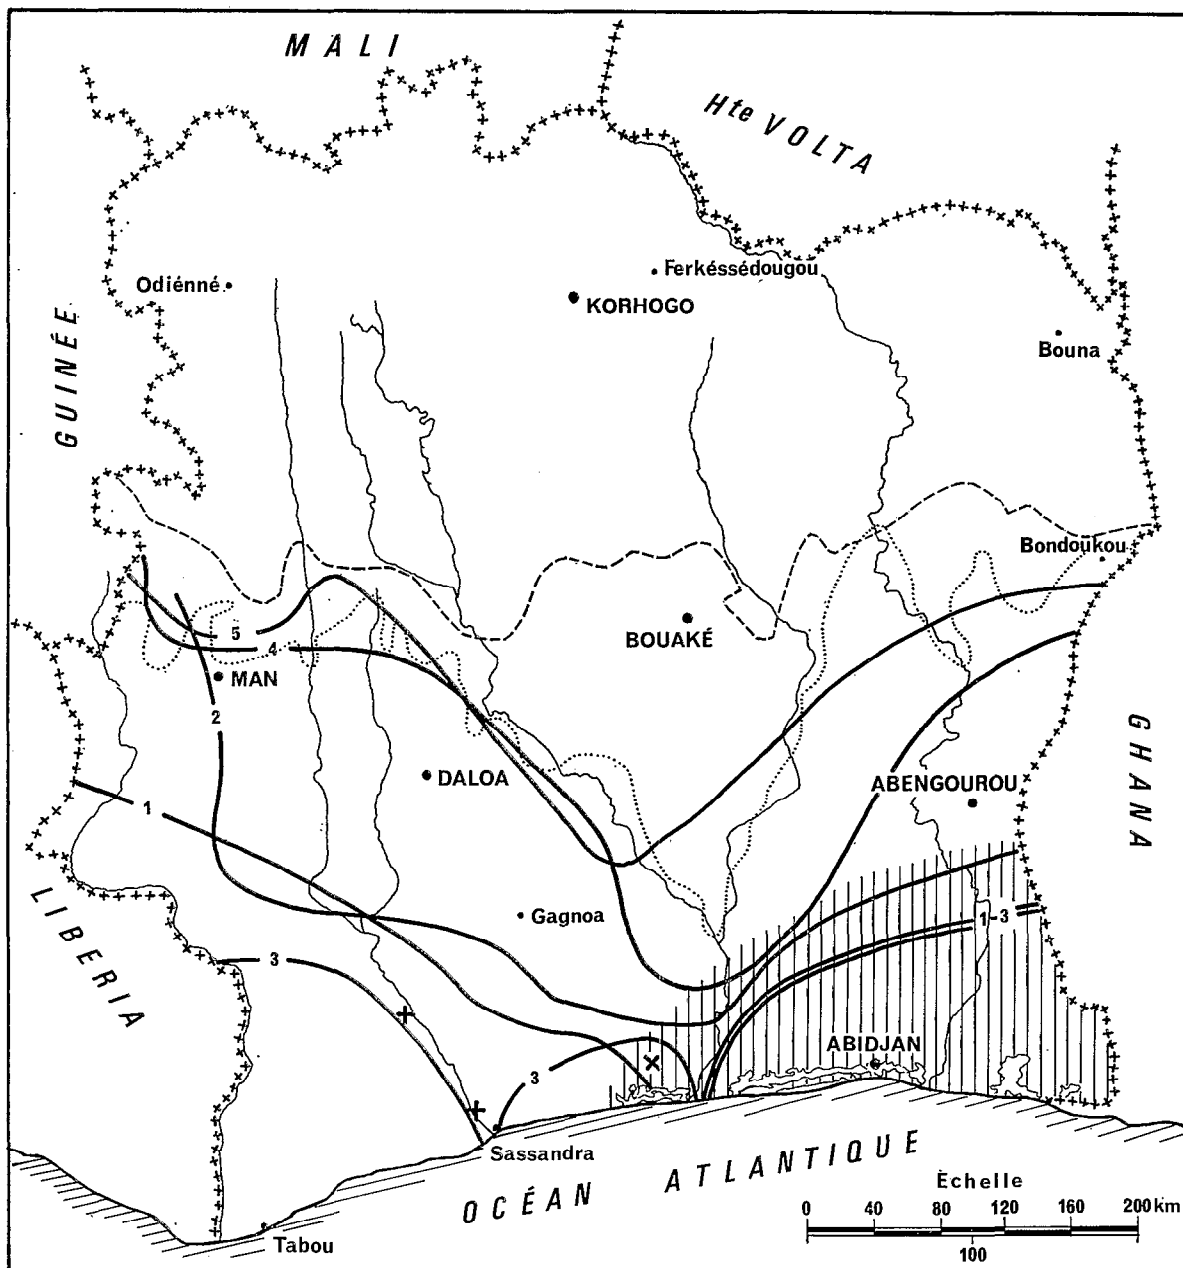 MALI
Hte VOLTA
Odiénné
Ferkéssédougou
KORHOGO
Bouna
GUINÉE
Bondoukou
BOUAKÉ
5
4
MAN
2
GHANA
DALOA
ABENGOUROU
1
LIBERIA
Gagnoa
1-3
3
ABIDJAN
3
Sassandra
OCÉAN ATLANTIQUE
Échelle
0 40 80 120 160 200 km
100
Tabou